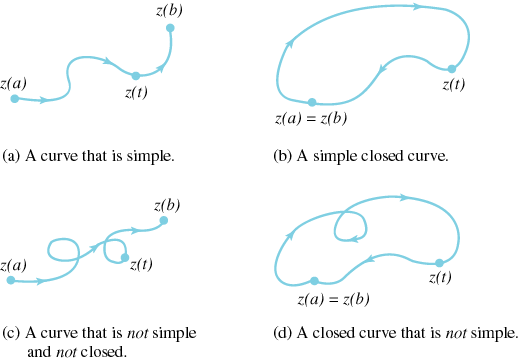 z(b)
z(a)
z(t)
(a) A curve that is simple.
z(t)
z(a) = z(b)
(b) A simple closed curve.
z(b)
z(a)
z(t)
(c) A curve that is not simple
and not closed.
z(t)
z(a) = z(b)
(d) A closed curve that is not simple.